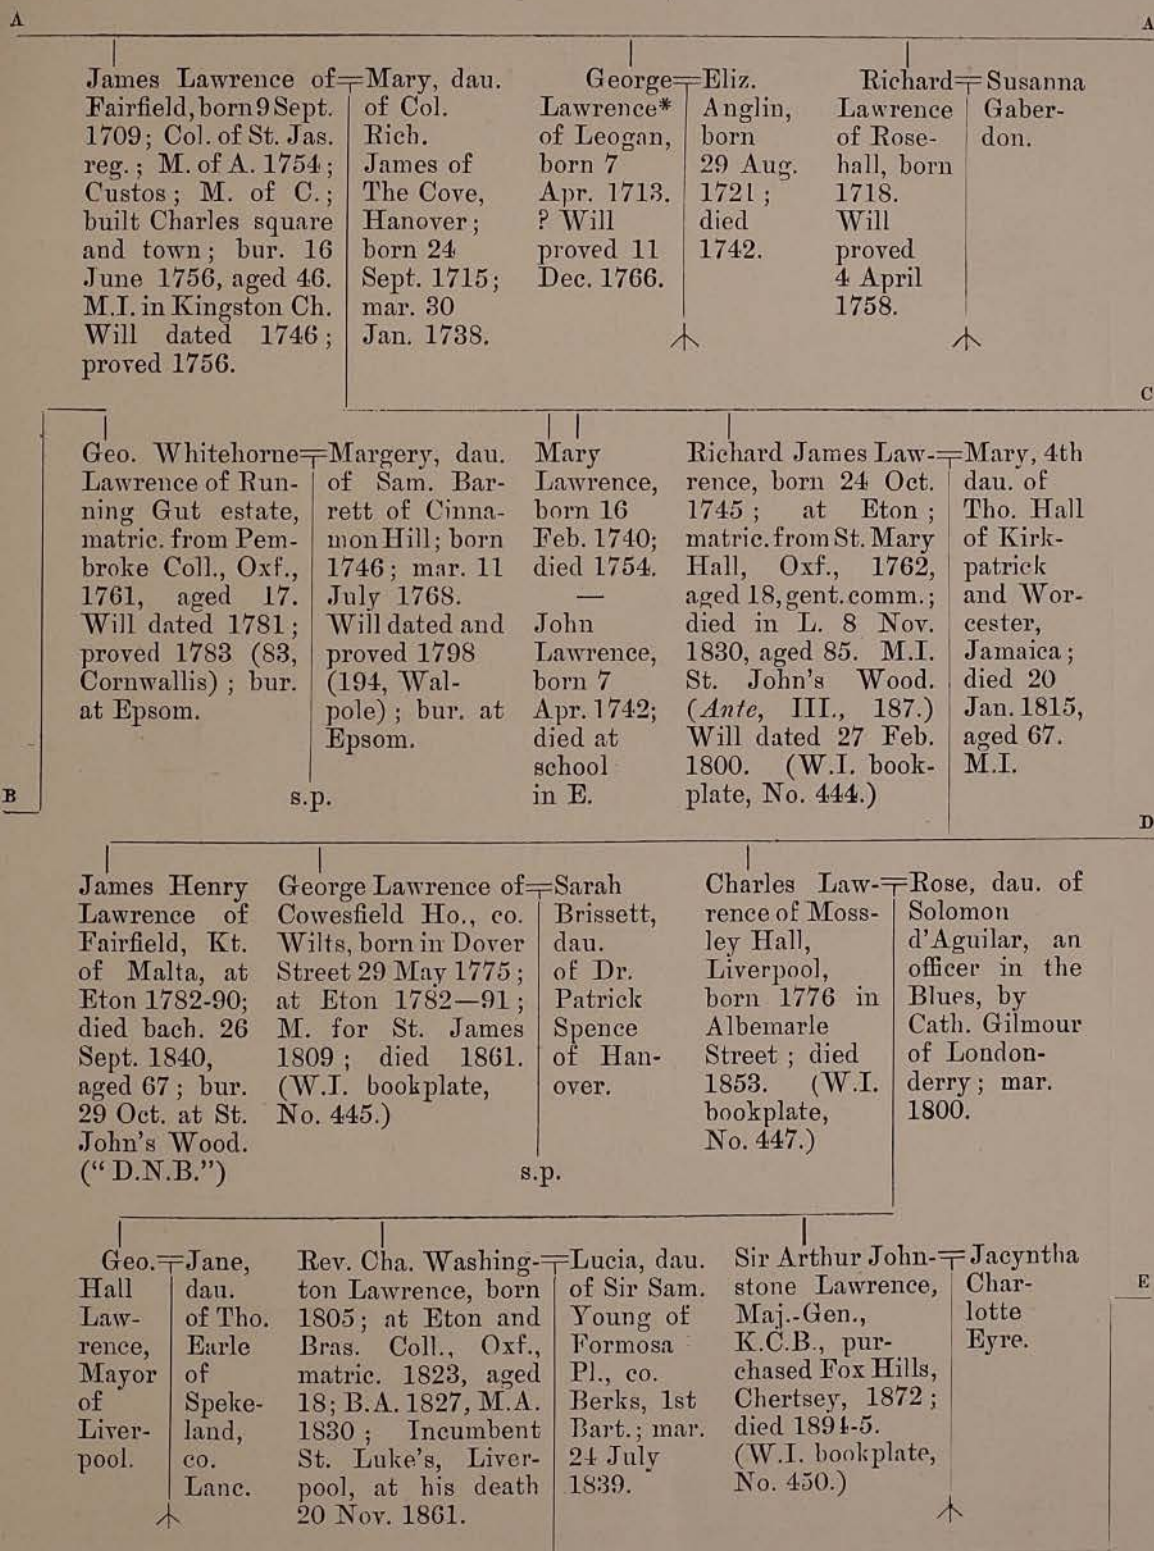 A
A
James Lawrence of
Fairfield, born 9 Sept.
1709; Col. of St. Jas.
reg.; M. of A. 1754;
Custos; M. of C.;
built Charles square
and town; bur. 16
June 1756, aged 46.
M.I. in Kingston Ch.
Will dated 1746;
proved 1756.
Mary, dau.
of Col.
Rich.
James of
The Cove,
Hanover;
born 24
Sept. 1715;
mar. 30
Jan. 1738.
George
Lawrence*
of Leogan,
born 7
Apr. 1713.
? Will
proved 11
Dec. 1766.
Eliz.
Anglin,
born
29 Aug.
1721;
died
1742.
Richard
Lawrence
of Rose-
hall, born
1718.
Will
proved
4 April
1758.
Susanna
Gaber-
don.
C
Geo. Whitehorne
Lawrence of Run-
ning Gut estate,
matric. from Pem-
broke Coll., Oxf.,
1761, aged 17.
Will dated 1781;
proved 1783 (83,
Cornwallis); bur.
at Epsom.
Margery, dau.
of Sam. Bar-
rett of Cinna-
mon Hill; born
1746; mar. 11
July 1768.
Will dated and
proved 1798
(194, Wal-
pole); bur. at
Epsom.
s.p.
Mary
Lawrence,
born 16
Feb. 1740;
died 1754.
—
John
Lawrence,
born 7
Apr. 1742;
died at
school
in E.
Richard James Law-
rence, born 24 Oct.
1745; at Eton;
matric. from St. Mary
Hall, Oxf., 1762,
aged 18, gent. comm.;
died in L. 8 Nov.
1830, aged 85. M.I.
St. John's Wood.
(Ante, III., 187.)
Will dated 27 Feb.
1800. (W.I. book-
plate, No. 444.)
Mary, 4th
dau. of
Tho. Hall
of Kirk-
patrick
and Wor-
cester,
Jamaica;
died 20
Jan. 1815,
aged 67.
M.I.
B
D
James Henry
Lawrence of
Fairfield, Kt.
of Malta, at
Eton 1782-90;
died bach. 26
Sept. 1840,
aged 67; bur.
29 Oct. at St.
John's Wood.
("D.N.B.")
George Lawrence of
Cowesfield Ho., co.
Wilts, born in Dover
Street 29 May 1775;
at Eton 1782—91;
M. for St. James
1809; died 1861.
(W.I. bookplate,
No. 445.)
Sarah
Brissett,
dau.
of Dr.
Patrick
Spence
of Han-
over.
s.p.
Charles Law-
rence of Moss-
ley Hall,
Liverpool,
born 1776 in
Albemarle
Street; died
1853. (W.I.
bookplate,
No. 447.)
Rose, dau. of
Solomon
d'Aguilar, an
officer in the
Blues, by
Cath. Gilmour
of London-
derry; mar.
1800.
Geo.
Hall
Law-
rence,
Mayor
of
Liver-
pool.
Jane,
dau.
of Tho.
Earle
of
Speke-
land,
co.
Lanc.
Rev. Cha. Washing-
ton Lawrence, born
1805; at Eton and
Bras. Coll., Oxf.,
matric. 1823, aged
18; B.A. 1827, M.A.
1830; Incumbent
St. Luke's, Liver-
pool, at his death
20 Nov. 1861.
Lucia, dau.
of Sir Sam.
Young of
Formosa
Pl., co.
Berks, 1st
Bart.; mar.
24 July
1839.
Sir Arthur John-
stone Lawrence,
Maj.-Gen.,
K.C.B., pur-
chased Fox Hills,
Chertsey, 1872;
died 1894-5.
(W.I. bookplate,
No. 450.)
Jacyntha
Char-
lotte
Eyre.
E